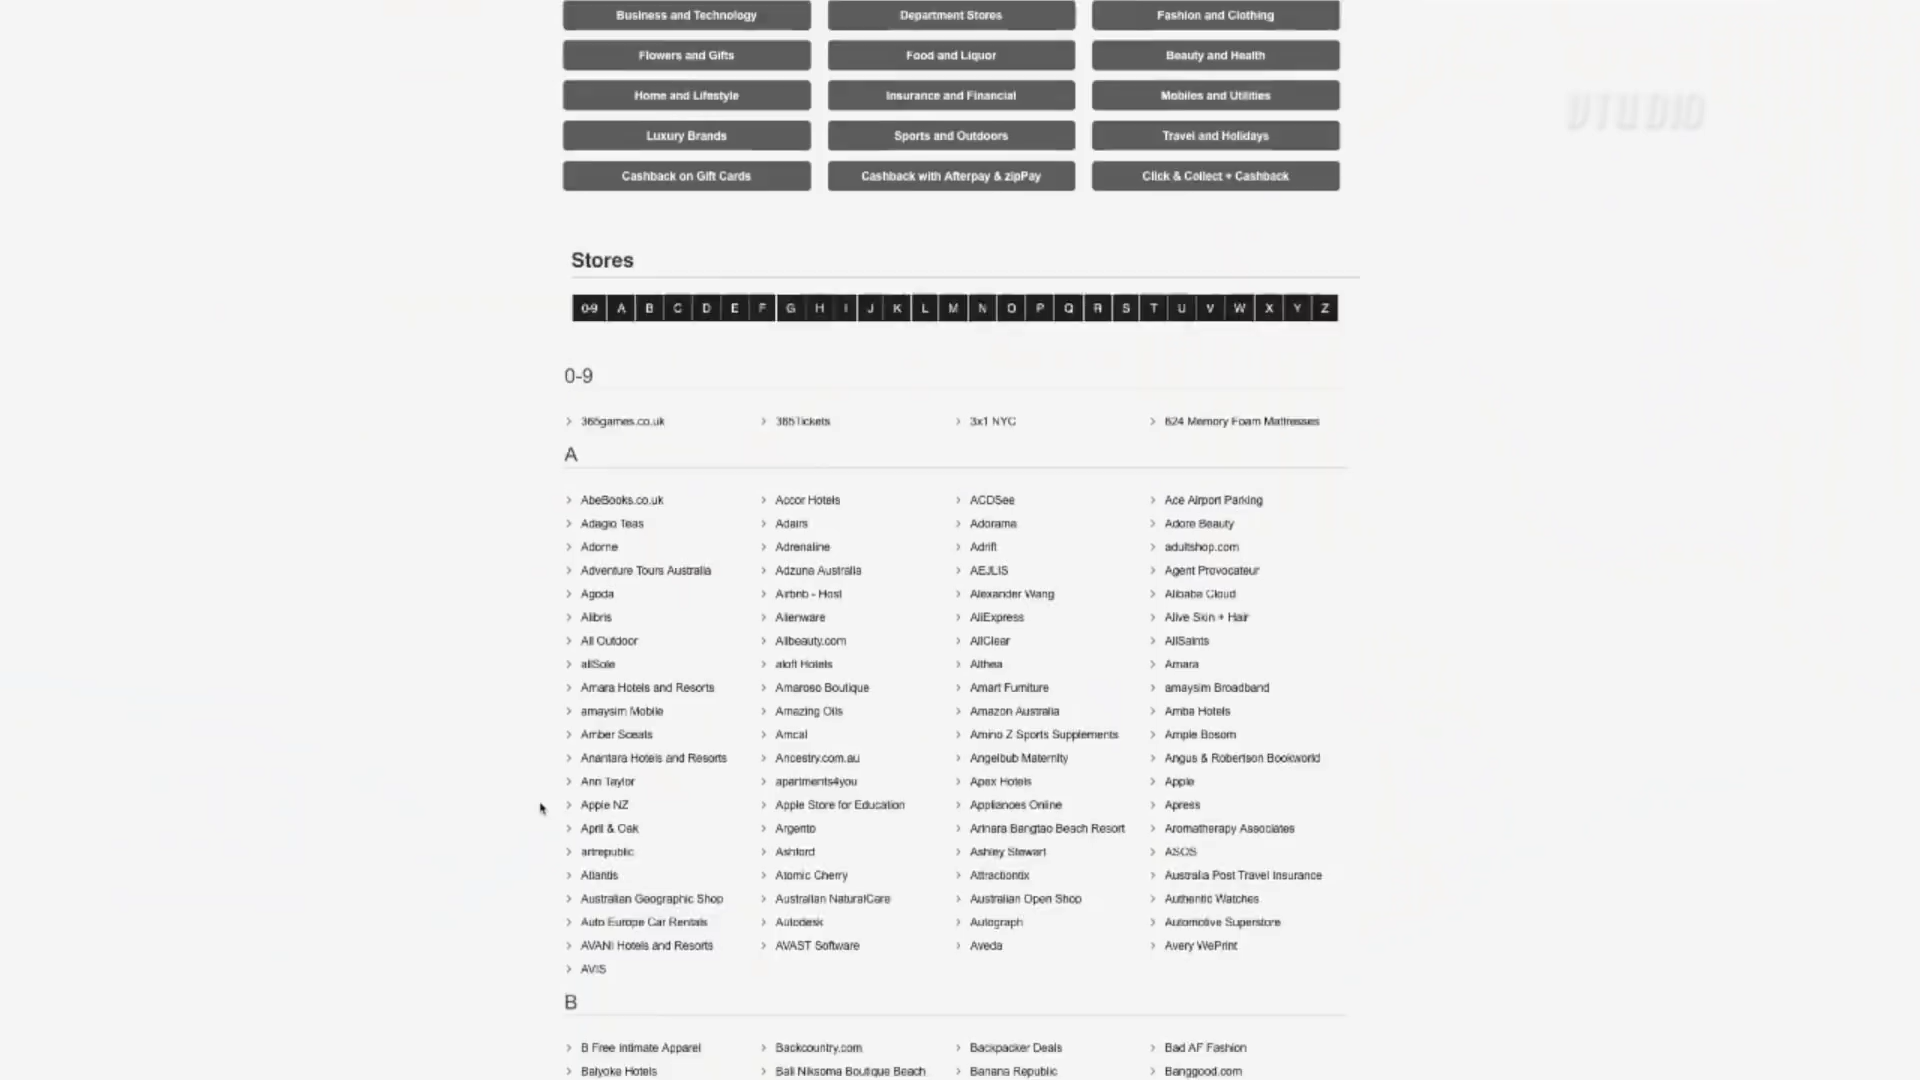 Business and Technology Department Stores Fashion and Clothing
Flowers and Gifts Food and Liquor Beauty and Health
Home and Lifestyle Insurance and Financial Mobiles and Utilities
VTUDIO
Luxury Brands Sports and Outdoors Travel and Holidays
Cashback on Gift Cards Cashback with Afterpay & zipPay Click & Collect + Cashback
Stores
0-9 A B C D E F G H I J K L M N O P Q R S T U V W X Y Z
0-9
365games.co.uk 365Tickets 3x1 NYC 624 Memory Foam Mattresses
A
AbeBooks.co.uk Accor Hotels ACDSee Ace Airport Parking
Adagio Teas Adairs Adorama Adore Beauty
Adorne Adrenaline Adrift adultshop.com
Adventure Tours Australia Adzuna Australia AEJLIS Agent Provocateur
Agoda Airbnb - Host Alexander Wang Alibaba Cloud
Alibris Alienware AliExpress Alive Skin + Hair
All Outdoor Allbeauty.com AllClear AllSaints
allSole aloft Hotels Althea Amara
Amara Hotels and Resorts Amaroso Boutique Amart Furniture amaysim Broadband
amaysim Mobile Amazing Oils Amazon Australia Amba Hotels
Amber Sceats Amcal Amino Z Sports Supplements Ample Bosom
Anantara Hotels and Resorts Ancestry.com.au Angelbub Maternity Angus & Robertson Bookworld
Ann Taylor apartments4you Apex Hotels Apple
Apple NZ Apple Store for Education Appliances Online Apress
April & Oak Argento Arinara Bangtao Beach Resort Aromatherapy Associates
artrepublic Ashford Ashley Stewart ASOS
Atlantis Atomic Cherry Attractiontix Australia Post Travel Insurance
Australian Geographic Shop Australian NaturalCare Australian Open Shop Authentic Watches
Auto Europe Car Rentals Autodesk Autograph Automotive Superstore
AVANI Hotels and Resorts AVAST Software Aveda Avery WePrint
AVIS
B
B Free Intimate Apparel Backcountry.com Backpacker Deals Bad AF Fashion
Balyoke Hotels Bali Niksoma Boutique Beach Banana Republic Banggood.com